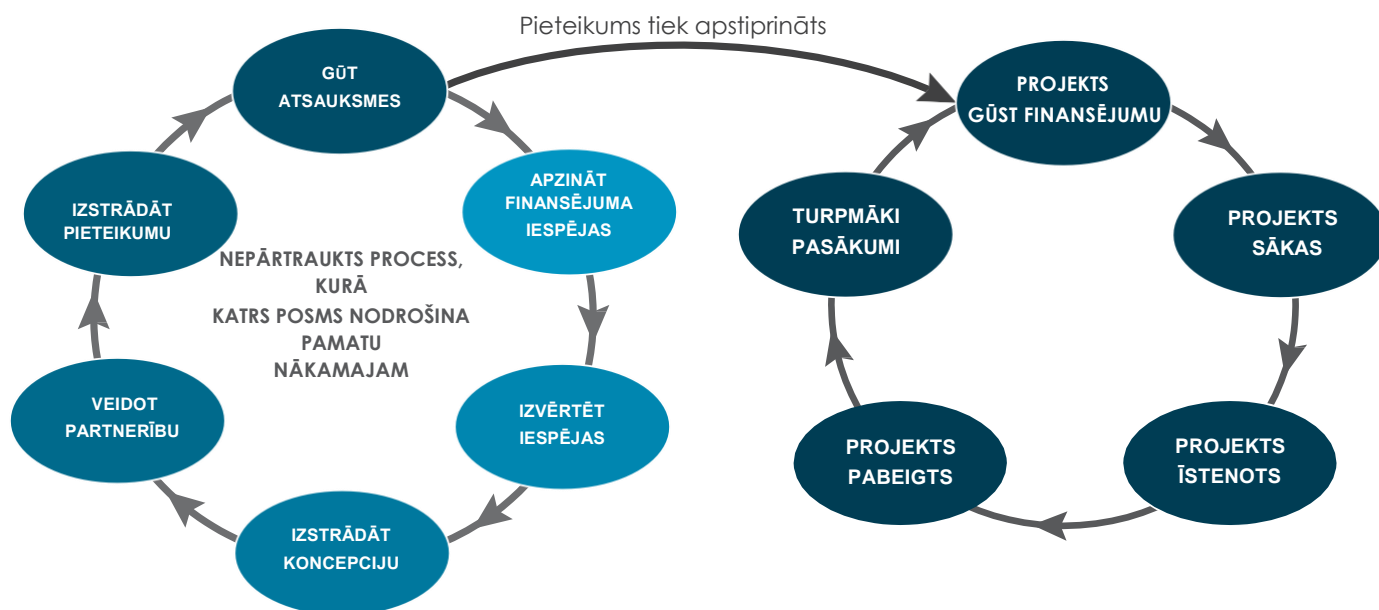 Pieteikums tiek apstiprināts
GŪT
ATSAUKSMES
APZINĀT
FINANSĒJUMA
IESPĒJAS
IZVĒRTĒT
IESPĒJAS
IZSTRĀDĀT
KONCEPCIJU
VEIDOT
PARTNERĪBU
IZSTRĀDĀT
PIETEIKUMU
NEPĀRTRAUKTS PROCESS,
KURĀ
KATRS POSMS NODROŠINA
PAMATU
NĀKAMAJAM
PROJEKTS
GŪST FINANSĒJUMU
PROJEKTS
SĀKAS
PROJEKTS
ĪSTENOTS
PROJEKTS
PABEIGTS
TURPMĀKI
PASĀKUMI